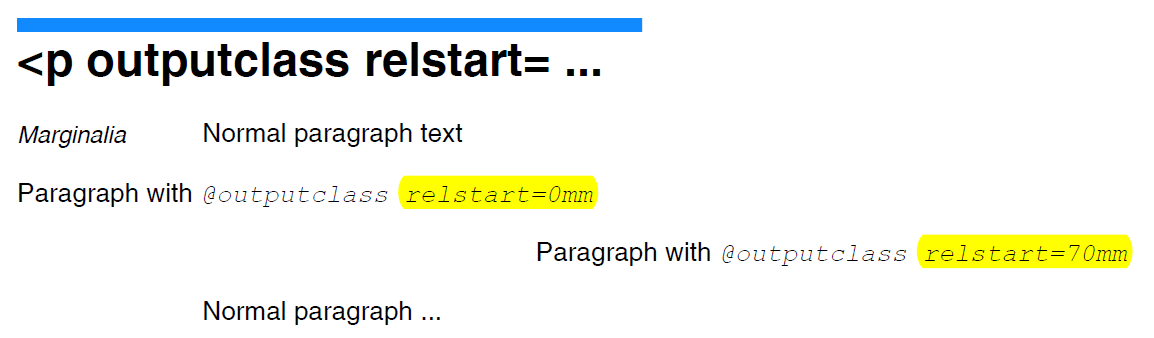 <p outputclass relstart= ...
Marginalia Normal paragraph text
Paragraph with @outputclass relstart=0mm
Paragraph with @outputclass relstart=70mm
Normal paragraph ...